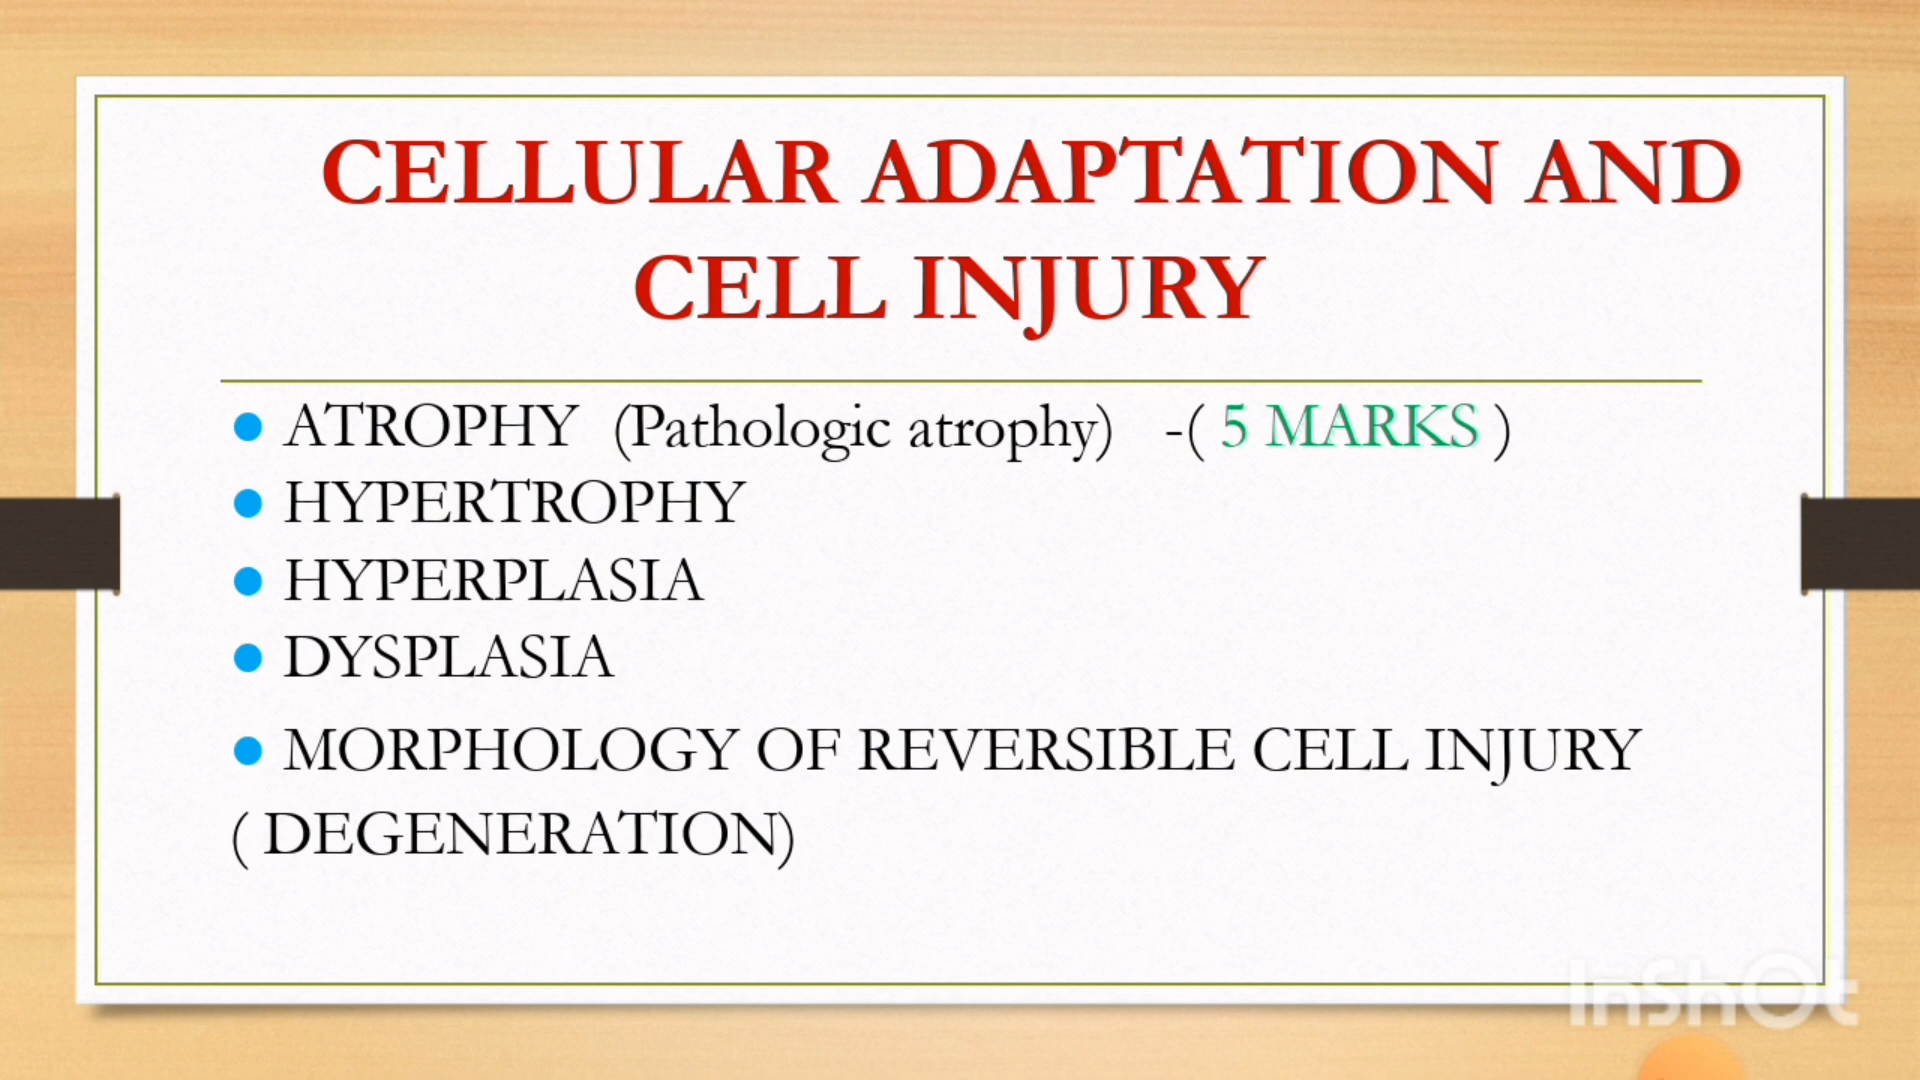 CELLULAR ADAPTATION AND
CELL INJURY
● ATROPHY (Pathologic atrophy) -( 5 MARKS )
● HYPERTROPHY
● HYPERPLASIA
● DYSPLASIA
● MORPHOLOGY OF REVERSIBLE CELL INJURY
( DEGENERATION)
InShOt